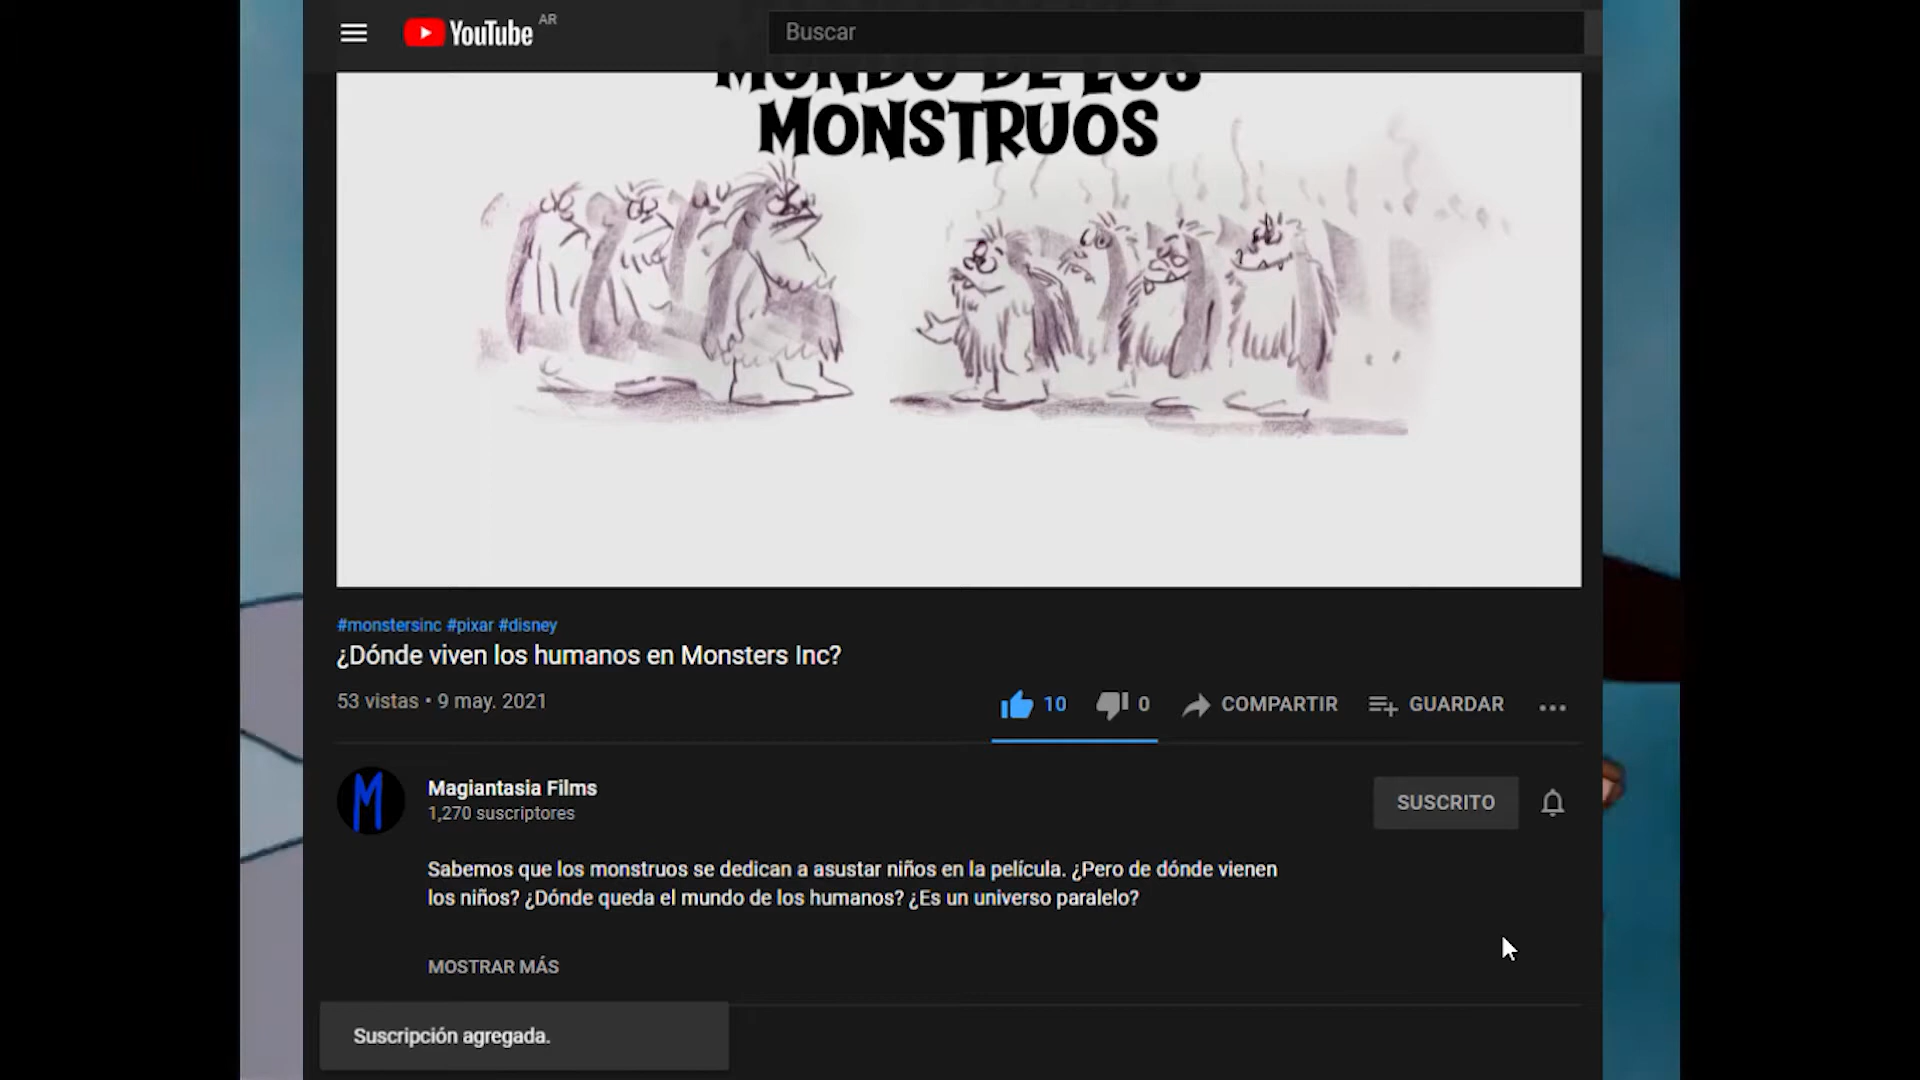 YouTube AR
Buscar
MUNDO DE LOS
MONSTRUOS
#monstersinc #pixar #disney
¿Dónde viven los humanos en Monsters Inc?
53 vistas • 9 may. 2021
10 0 COMPARTIR GUARDAR
Magiantasia Films
1,270 suscriptores
SUSCRITO
Sabemos que los monstruos se dedican a asustar niños en la película. ¿Pero de dónde vienen
los niños? ¿Dónde queda el mundo de los humanos? ¿Es un universo paralelo?
MOSTRAR MÁS
Suscripción agregada.